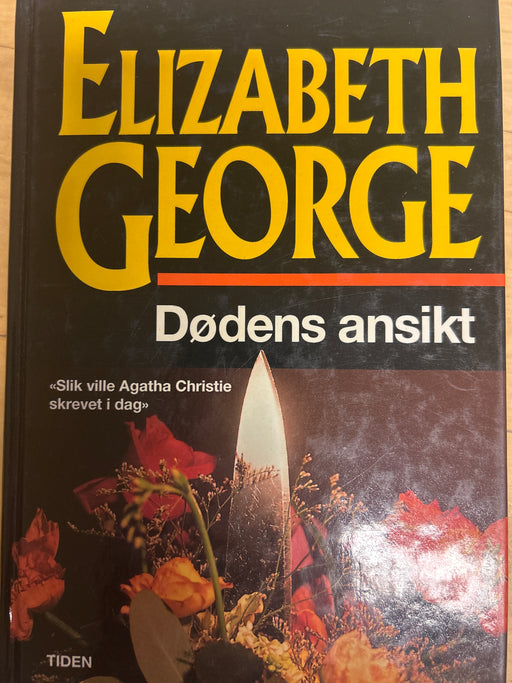 ELIZABETH
GEORGE
Dødens ansikt
«Slik ville Agatha Christie
skrevet i dag»
TIDEN